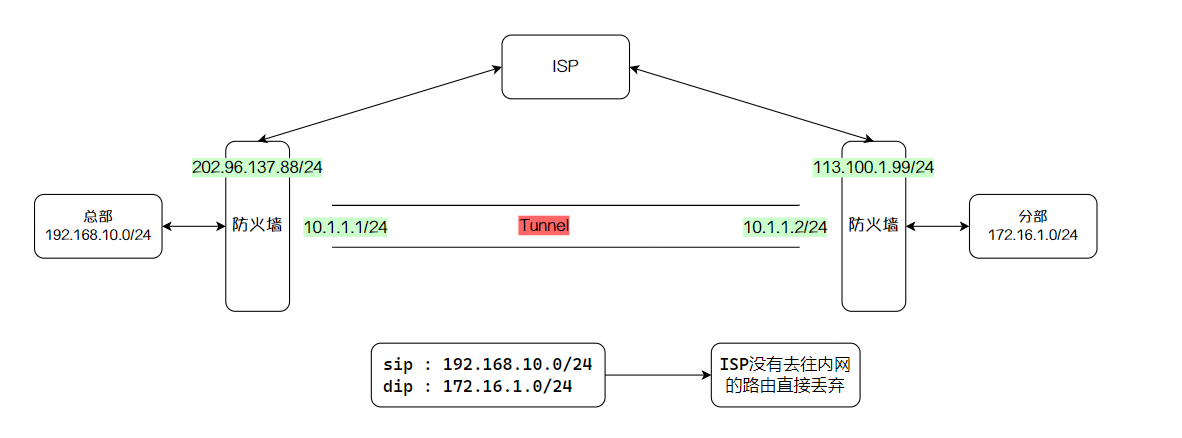 ISP
202.96.137.88/24
113.100.1.99/24
总部
192.168.10.0/24
防火墙
10.1.1.1/24
Tunnel
10.1.1.2/24
防火墙
分部
172.16.1.0/24
sip : 192.168.10.0/24
dip : 172.16.1.0/24
ISP没有去往内网
的路由直接丢弃